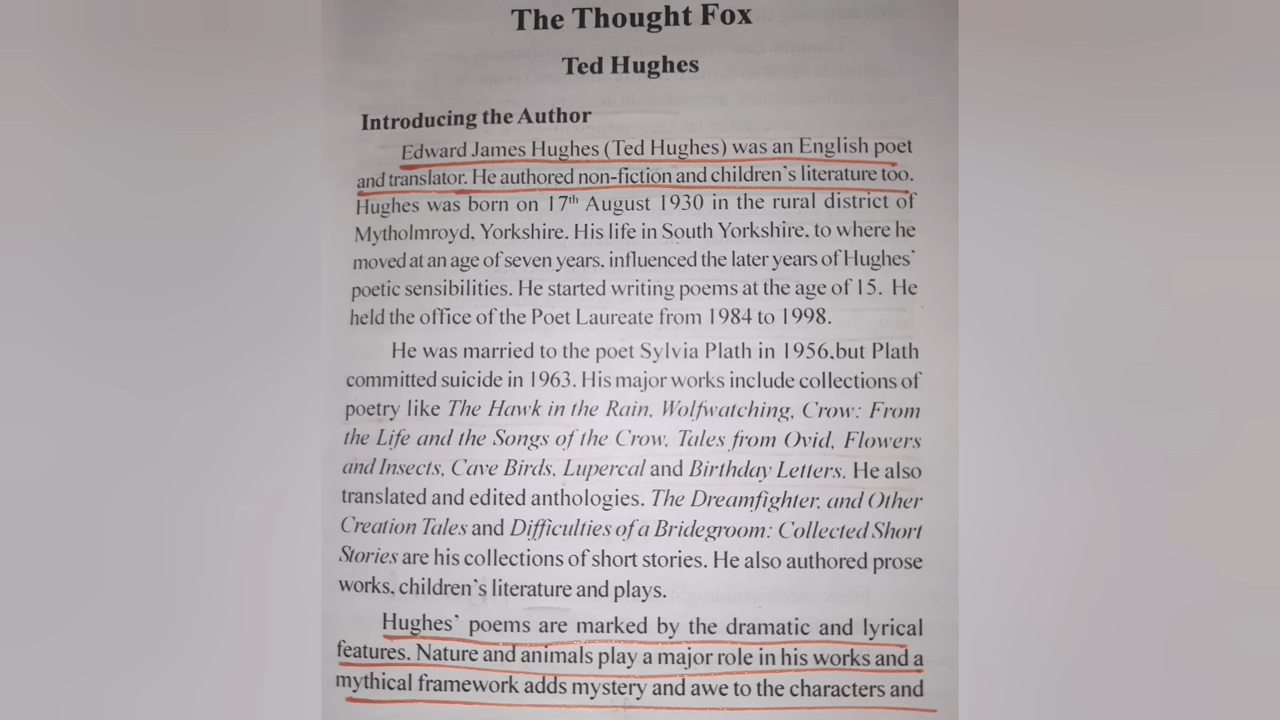 The Thought Fox
Ted Hughes
Introducing the Author
Edward James Hughes (Ted Hughes) was an English poet
and translator. He authored non-fiction and children's literature too.
Hughes was born on 17th August 1930 in the rural district of
Mytholmroyd, Yorkshire. His life in South Yorkshire, to where he
moved at an age of seven years, influenced the later years of Hughes'
poetic sensibilities. He started writing poems at the age of 15. He
held the office of the Poet Laureate from 1984 to 1998.
He was married to the poet Sylvia Plath in 1956,but Plath
committed suicide in 1963. His major works include collections of
poetry like The Hawk in the Rain, Wolfwatching, Crow: From
the Life and the Songs of the Crow, Tales from Ovid, Flowers
and Insects, Cave Birds, Lupercal and Birthday Letters. He also
translated and edited anthologies. The Dreamfighter, and Other
Creation Tales and Difficulties of a Bridegroom: Collected Short
Stories are his collections of short stories. He also authored prose
works, children's literature and plays.
Hughes' poems are marked by the dramatic and lyrical
features. Nature and animals play a major role in his works and a
mythical framework adds mystery and awe to the characters and